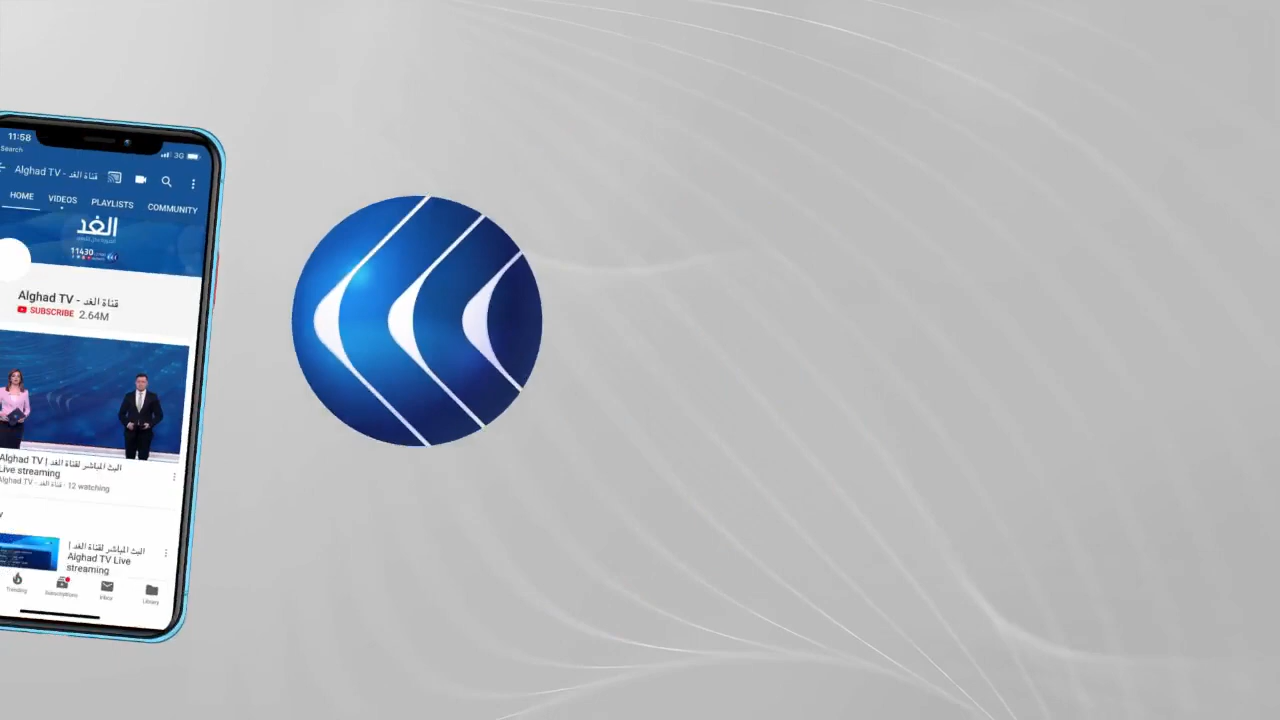 11:58
Search
3G
Alghad TV - قناة الغد
HOME VIDEOS PLAYLISTS COMMUNITY
الغد
11430
Alghad TV - قناة الغد
SUBSCRIBE 2.64M
Alghad TV | البث المباشر لقناة الغد
Live streaming
Alghad TV - قناة الغد · 12 watching
البث المباشر لقناة الغد |
Alghad TV Live
streaming
Trending Subscriptions Inbox Library